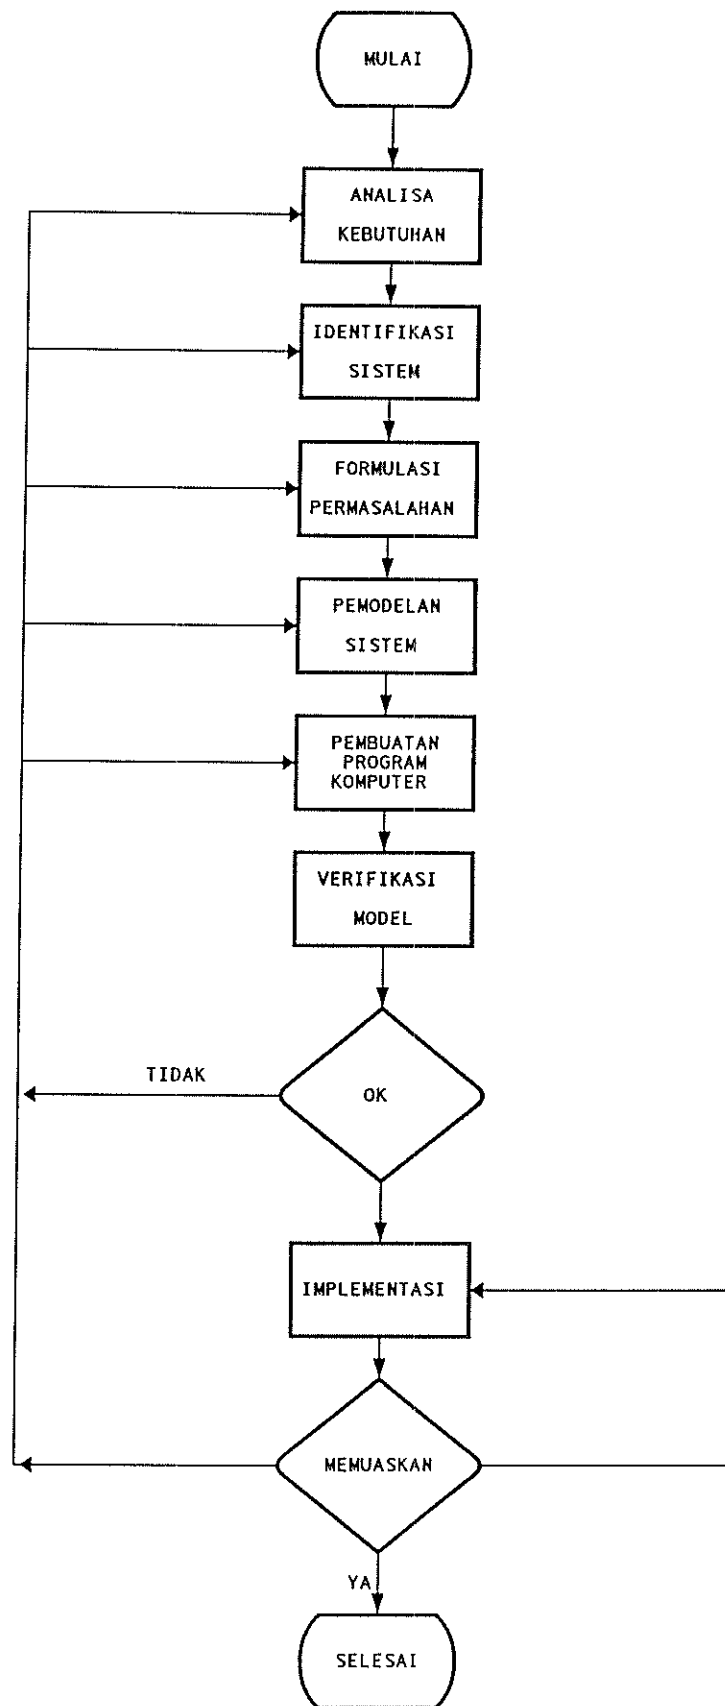 MULAI
ANALISA
KEBUTUHAN
IDENTIFIKASI
SISTEM
FORMULASI
PERMASALAHAN
PEMODELAN
SISTEM
PEMBUATAN
PROGRAM
KOMPUTER
VERIFIKASI
MODEL
TIDAK
OK
IMPLEMENTASI
MEMUASKAN
YA
SELESAI